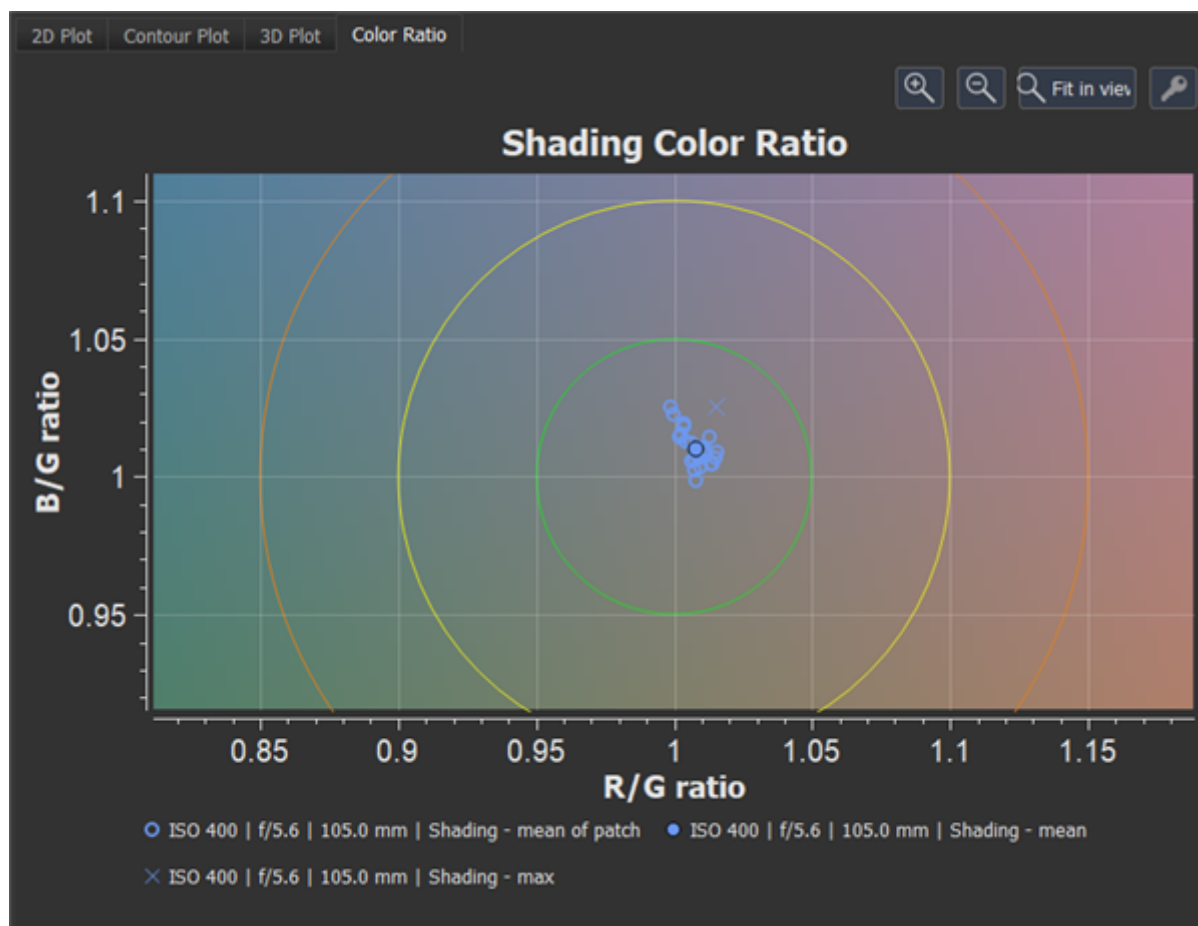 2D Plot Contour Plot 3D Plot Color Ratio
Fit in view
Shading Color Ratio
1.1
1.05
1
0.95
B/G ratio
0.85 0.9 0.95 1 1.05 1.1 1.15
R/G ratio
ISO 400 | f/5.6 | 105.0 mm | Shading - mean of patch ISO 400 | f/5.6 | 105.0 mm | Shading - mean
ISO 400 | f/5.6 | 105.0 mm | Shading - max